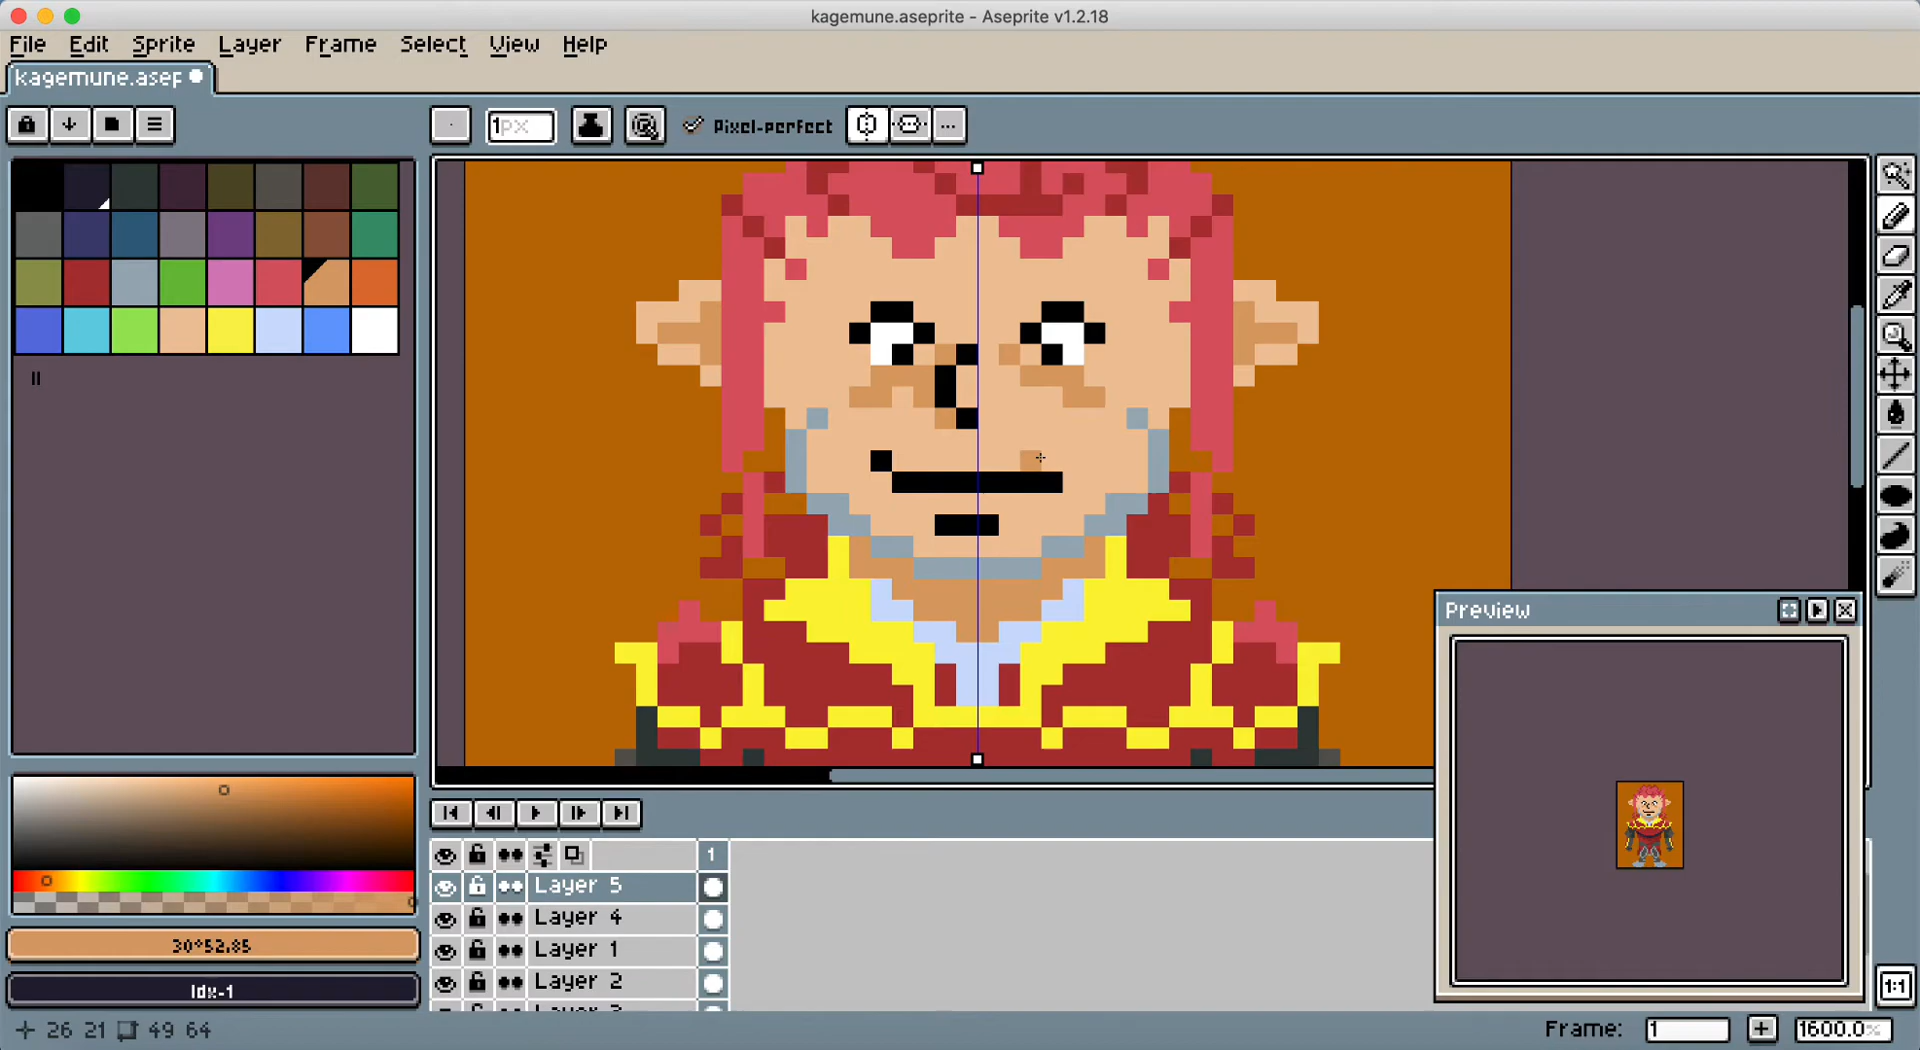 kagemune.aseprite - Aseprite v1.2.18
File Edit Sprite Layer Frame Select View Help
kagemune.asep
1px Pixel-perfect ...
Preview
1
Layer 5
Layer 4
Layer 1
Layer 2
30°52.85
Idx-1
1:1
26 21 49 64
Frame: 1 + 1600.0%